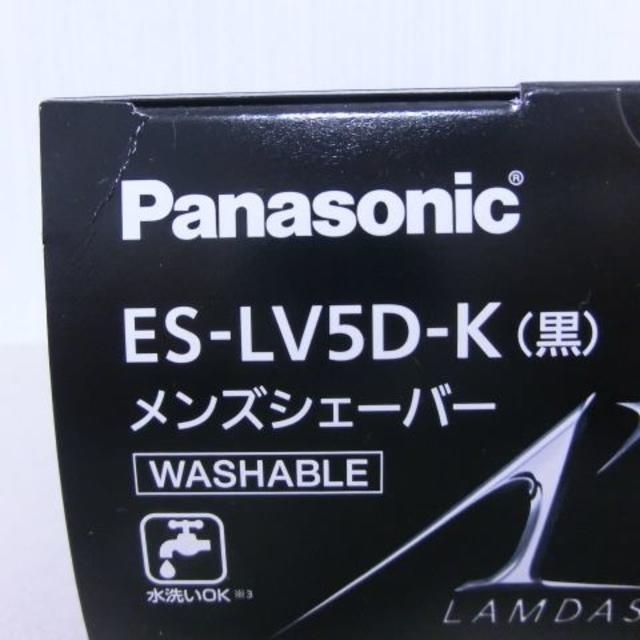 Panasonic®
ES-LV5D-K（黒）
メンズシェーバー
WASHABLE
水洗いOK※3
LAMDAS